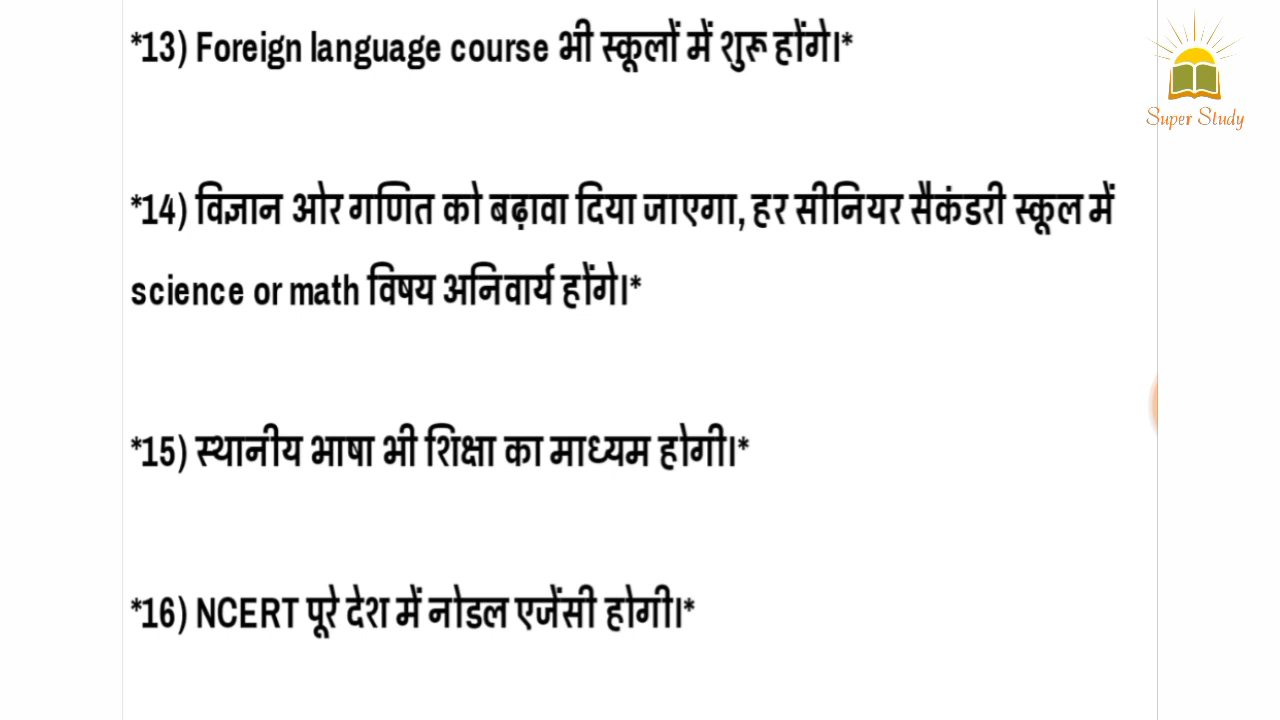 *13) Foreign language course भी स्कूलों में शुरू होंगे।*
Super Study
*14) विज्ञान ओर गणित को बढ़ावा दिया जाएगा, हर सीनियर सैकंडरी स्कूल में
science or math विषय अनिवार्य होंगे।*
*15) स्थानीय भाषा भी शिक्षा का माध्यम होगी।*
*16) NCERT पूरे देश में नोडल एजेंसी होगी।*